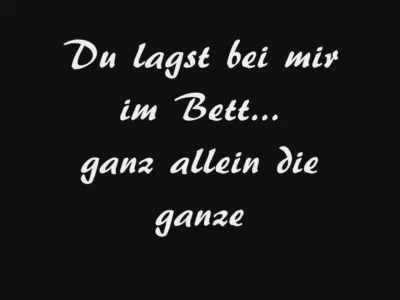 Du lagst bei mir
im Bett...
ganz allein die
ganze